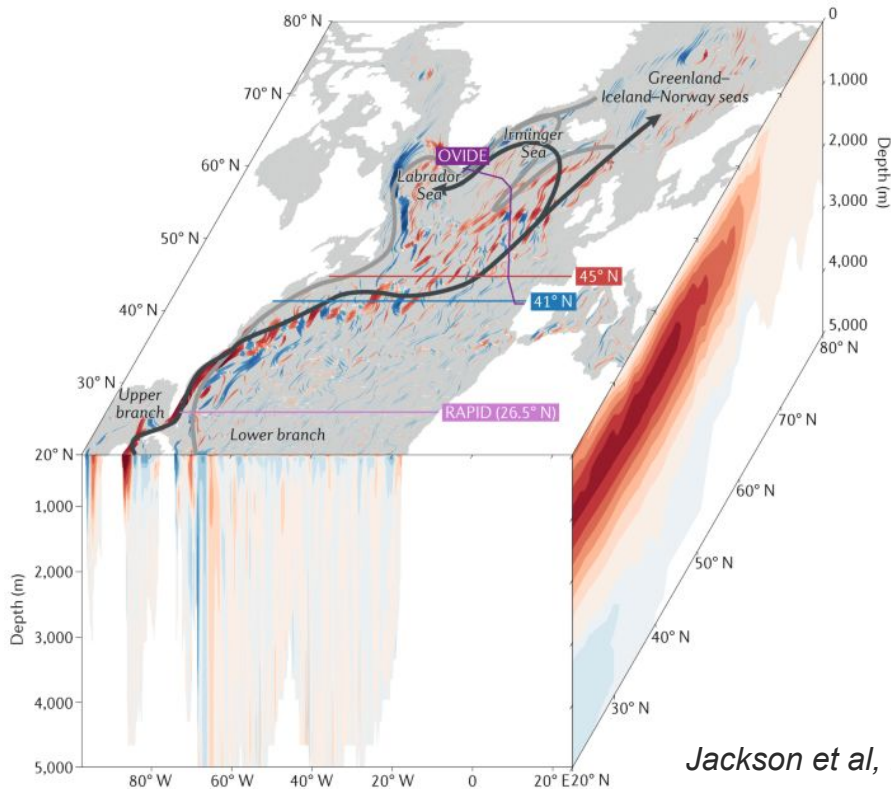 80° N
70° N
60° N
50° N
40° N
30° N
20° N
0
1,000
2,000
3,000
4,000
5,000
Depth (m)
80° N
70° N
60° N
50° N
40° N
30° N
Greenland–
Iceland–Norway seas
Irminger
Sea
OVIDE
Labrador
Sea
45° N
41° N
RAPID (26.5° N)
Upper
branch
Lower branch
1,000
2,000
3,000
4,000
5,000
Depth (m)
80° W
60° W
40° W
20° W
0
20° E
20° N
Jackson et al,